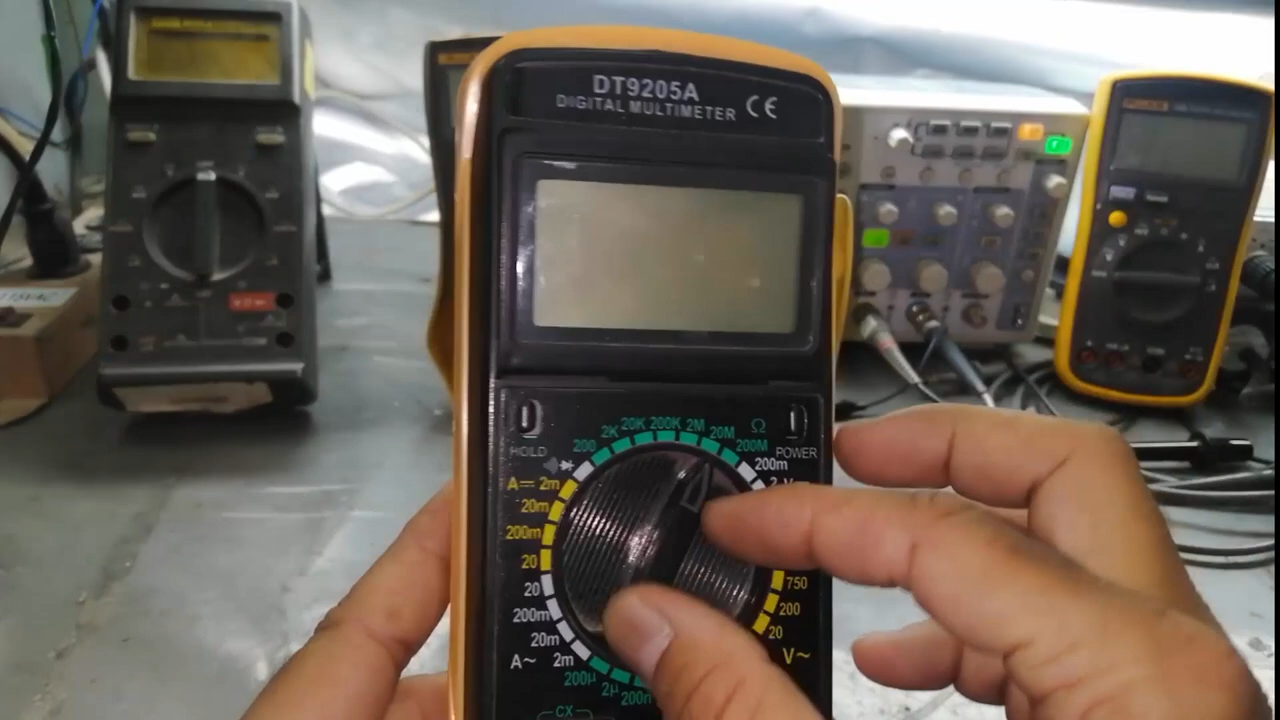 DT9205A
DIGITAL MULTIMETER CE
HOLD
POWER
2K 20K 200K 2M 20M Ω
200
200M
200m
A⎓ 2m
20m
200m
20
20
200m
20m
A~ 2m
200µ
2µ
200n
CX
750
200
20
V~